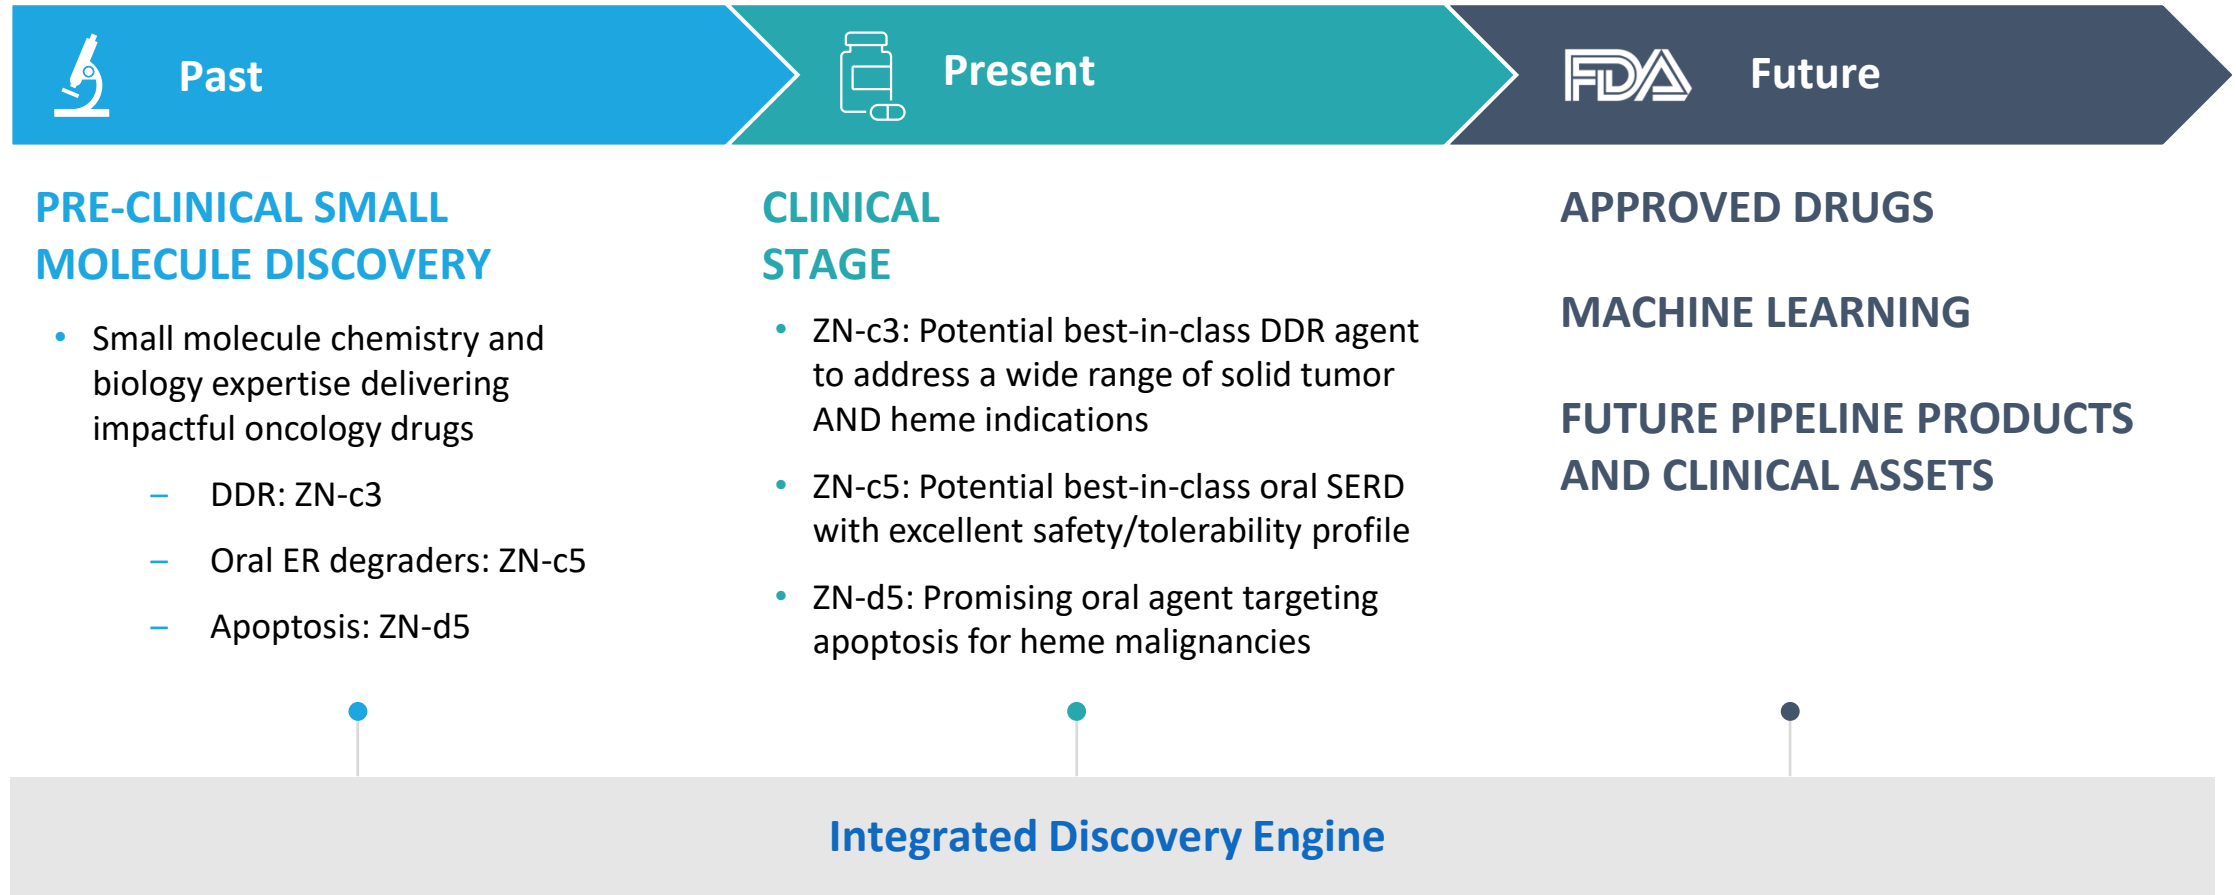 Past
Present
FDA
Future
PRE-CLINICAL SMALL
MOLECULE DISCOVERY
• Small molecule chemistry and
biology expertise delivering
impactful oncology drugs
– DDR: ZN-c3
– Oral ER degraders: ZN-c5
– Apoptosis: ZN-d5
CLINICAL
STAGE
• ZN-c3: Potential best-in-class DDR agent
to address a wide range of solid tumor
AND heme indications
• ZN-c5: Potential best-in-class oral SERD
with excellent safety/tolerability profile
• ZN-d5: Promising oral agent targeting
apoptosis for heme malignancies
APPROVED DRUGS
MACHINE LEARNING
FUTURE PIPELINE PRODUCTS
AND CLINICAL ASSETS
Integrated Discovery Engine